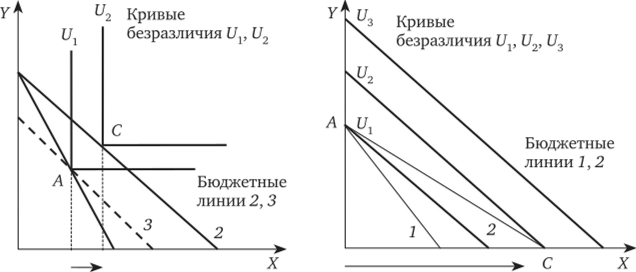 Y
U₂
Кривые
безразличия U₁, U₂
U₁
C
A
Бюджетные
линии 2, 3
3
2
X
Y
U₃
Кривые
безразличия U₁, U₂, U₃
U₂
A
U₁
Бюджетные
линии 1, 2
1
2
C
X